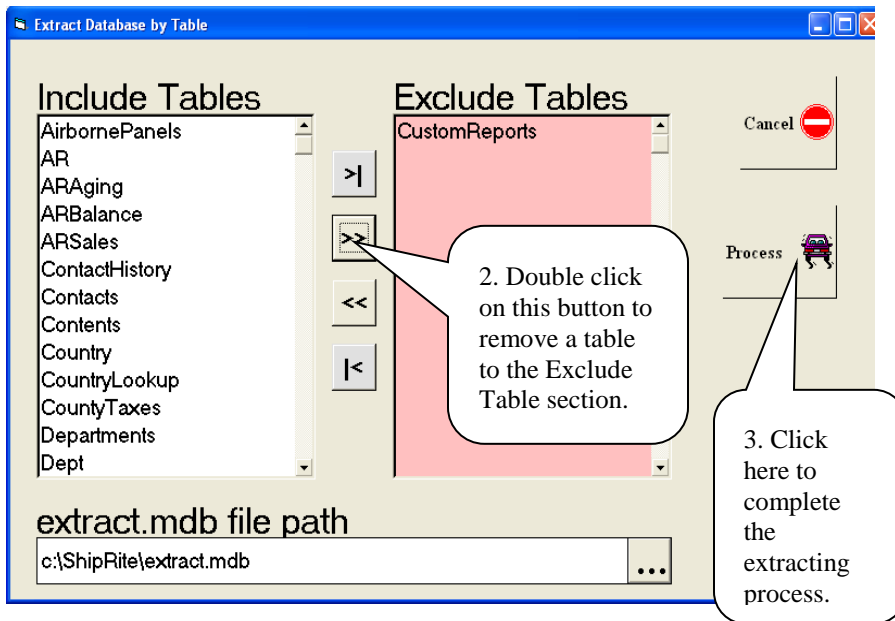 Extract Database by Table
Include Tables
AirbornePanels
AR
ARAging
ARBalance
ARSales
ContactHistory
Contacts
Contents
Country
CountryLookup
CountyTaxes
Departments
Dept
>|
>>
<<
|<
Exclude Tables
CustomReports
Cancel
Process
2. Double click
on this button to
remove a table
to the Exclude
Table section.
3. Click
here to
complete
the
extracting
process.
extract.mdb file path
c:\ShipRite\extract.mdb
...